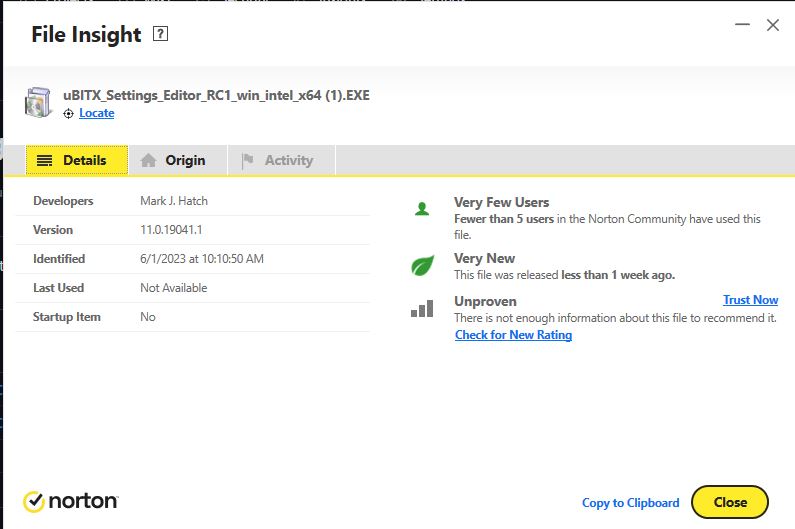 File Insight ?
uBITX_Settings_Editor_RC1_win_intel_x64 (1).EXE
Locate
Details Origin Activity
Developers Mark J. Hatch
Version 11.0.19041.1
Identified 6/1/2023 at 10:10:50 AM
Last Used Not Available
Startup Item No
Very Few Users
Fewer than 5 users in the Norton Community have used this
file.
Very New
This file was released less than 1 week ago.
Unproven Trust Now
There is not enough information about this file to recommend it.
Check for New Rating
norton
Copy to Clipboard Close